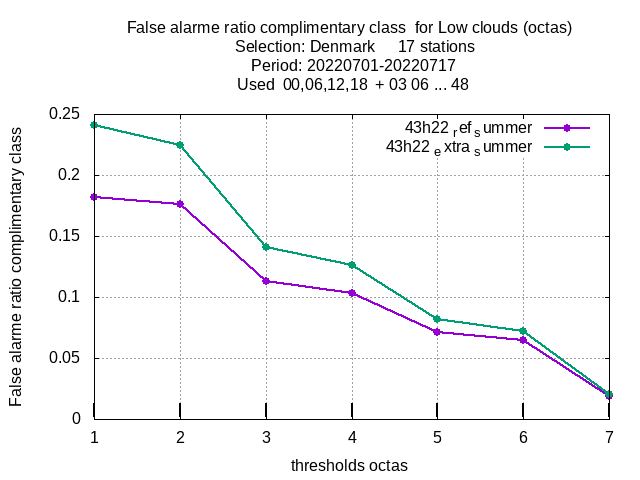 False alarme ratio complimentary class  for Low clouds (octas)
Selection: Denmark     17 stations
Period: 20220701-20220717
Used  00,06,12,18  + 03 06 ... 48
43h22 ref summer
43h22 extra summer
0.25
0.2
0.15
0.1
0.05
0
False alarme ratio complimentary class
1 2 3 4 5 6 7
thresholds octas